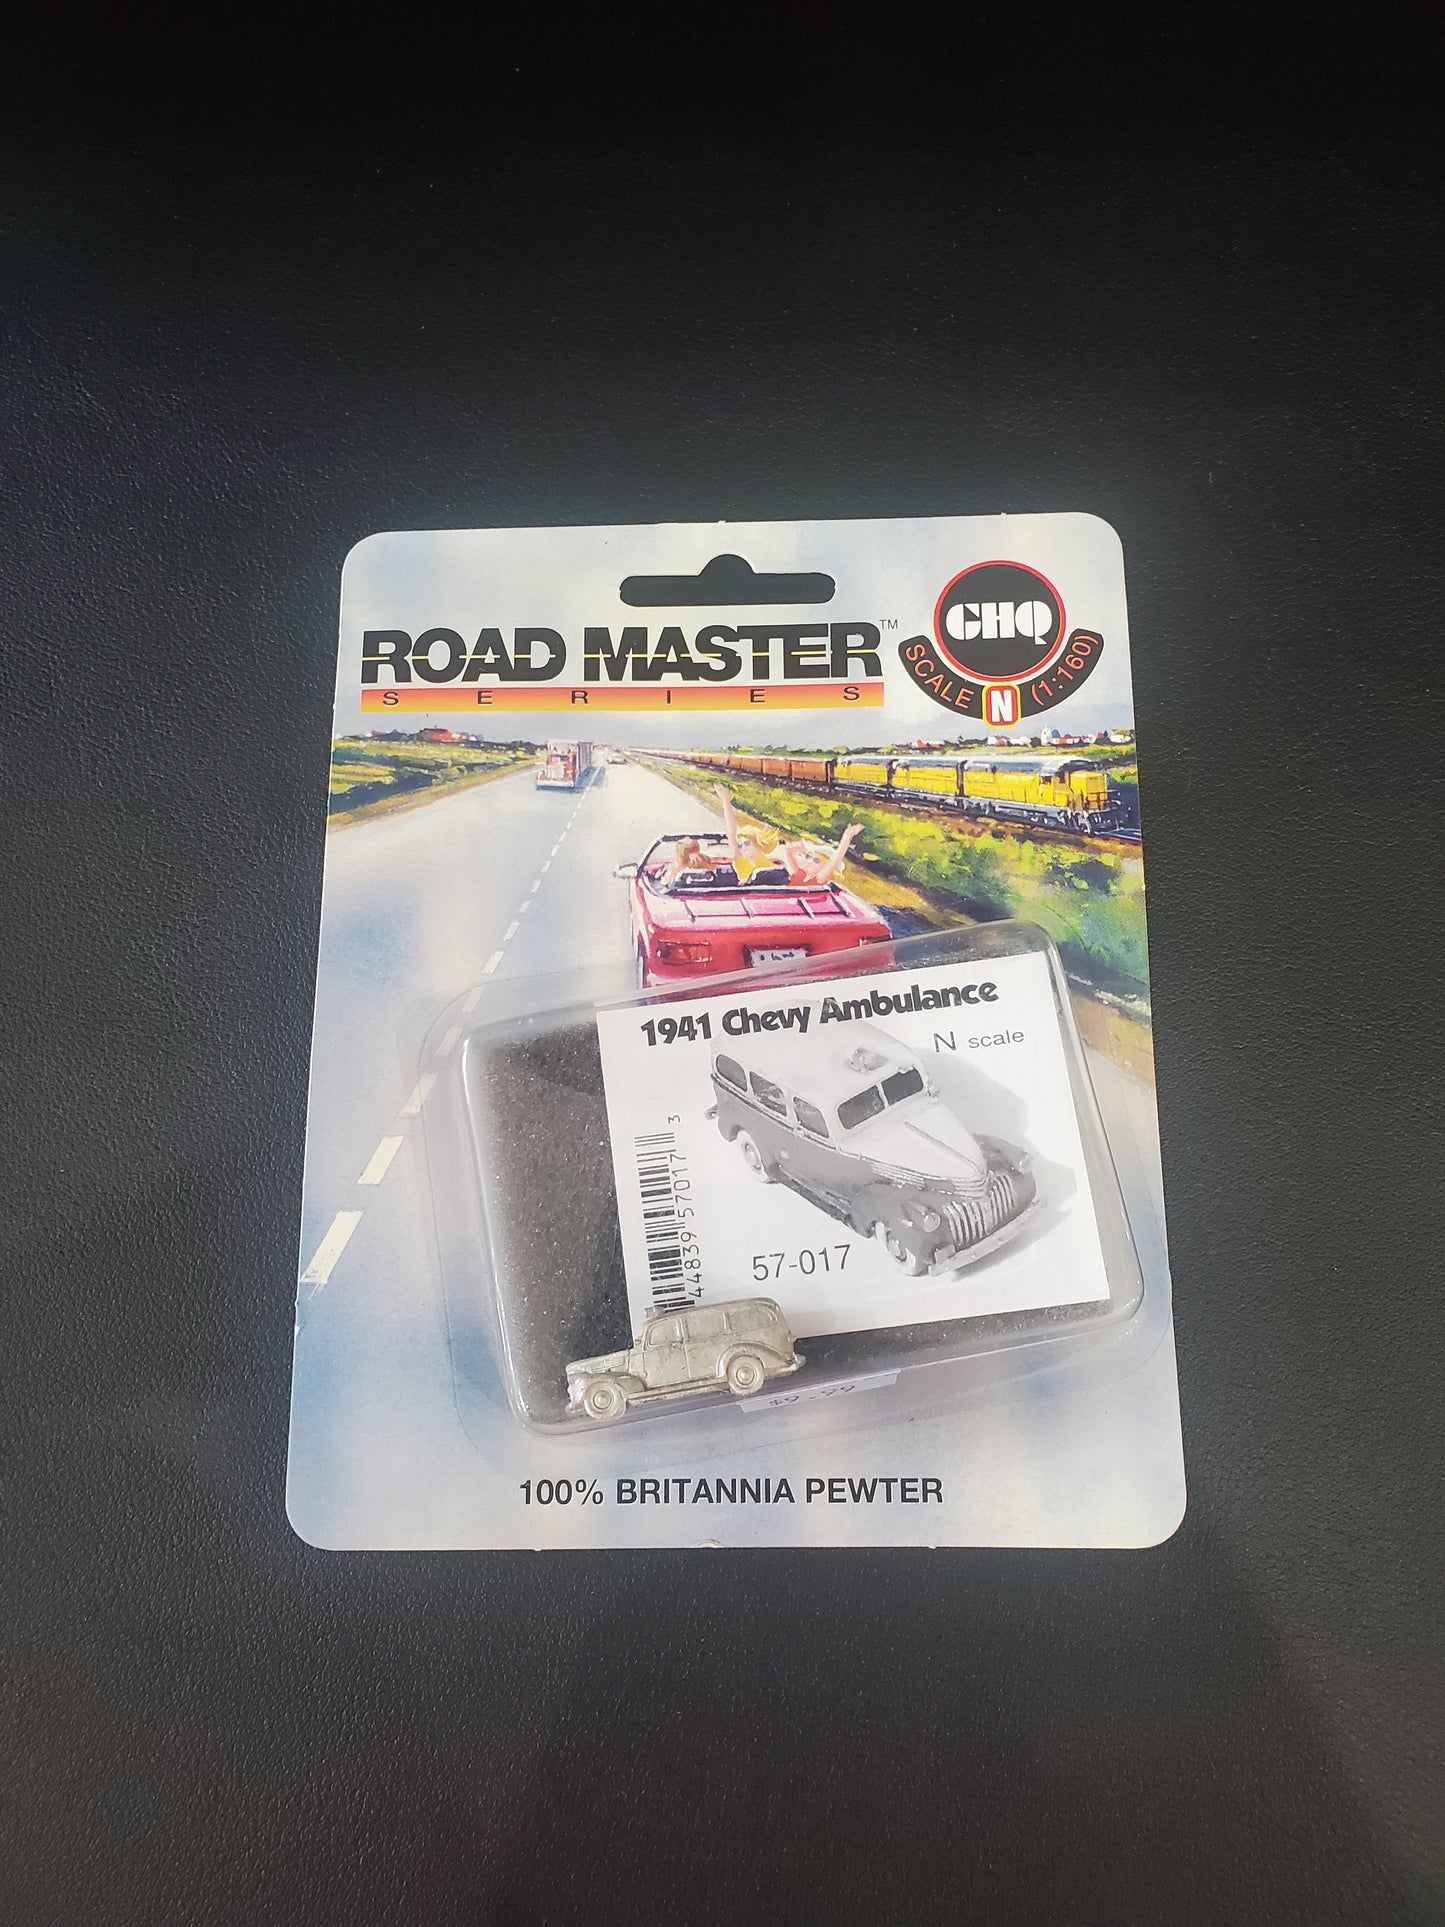 ROAD MASTER™
SERIES
GHQ
SCALE N (1:160)
1941 Chevy Ambulance
N scale
44839 57017 3
57-017
100% BRITANNIA PEWTER